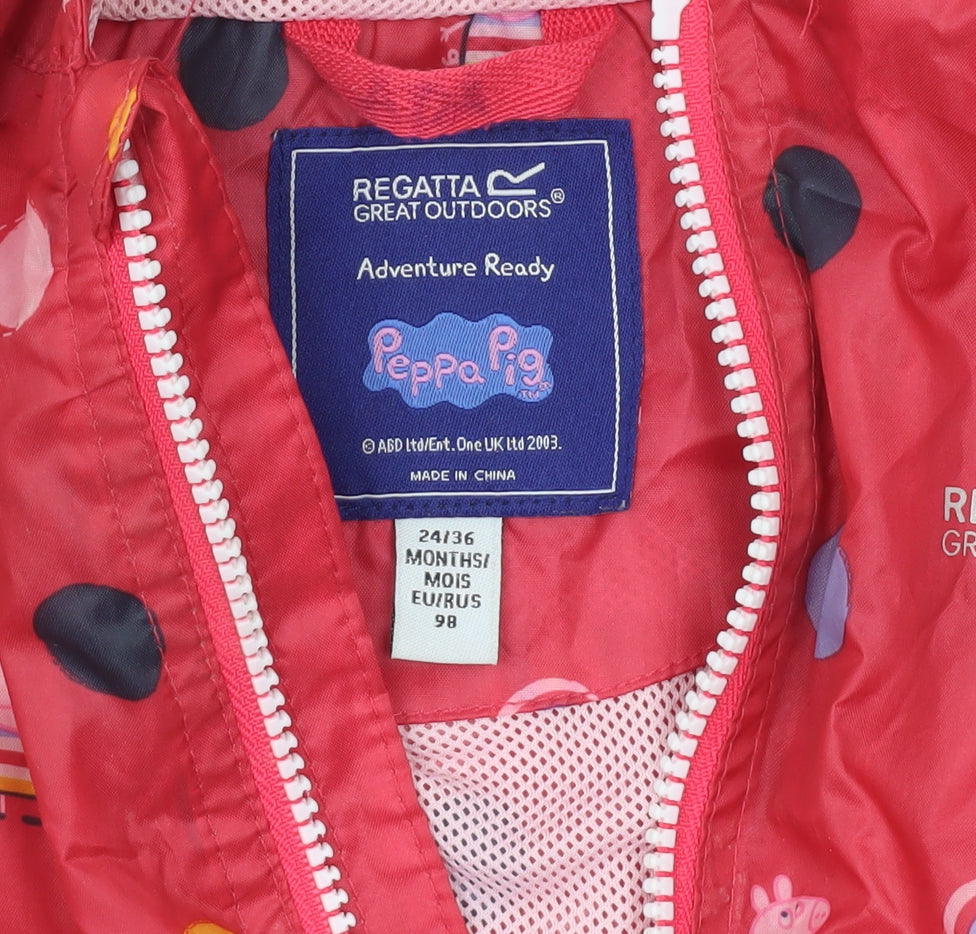 REGATTA
GREAT OUTDOORS®
Adventure Ready
Peppa Pig
TM
© ABD Ltd/Ent. One UK Ltd 2003.
MADE IN CHINA
24/36
MONTHS/
MOIS
EU/RUS
98